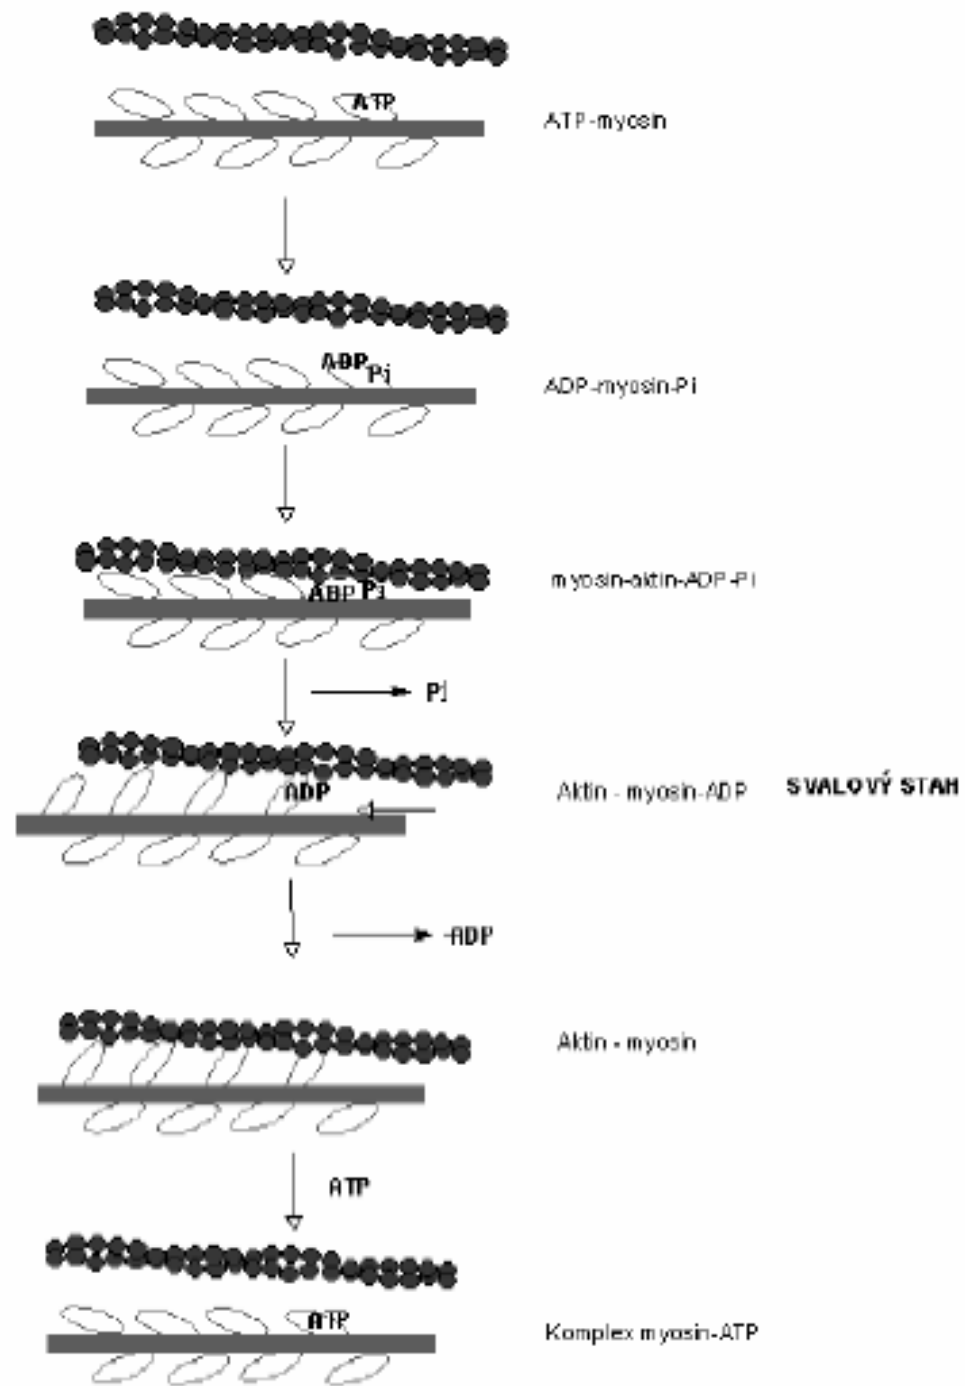 ATP
ATP-myosin
ADP Pi
ADP-myosin-Pi
ADP Pi
myosin-aktin-ADP-Pi
Pi
ADP
Aktin - myosin-ADP SVALOVÝ STAH
ADP
Aktin - myosin
ATP
ATP
Komplex myosin-ATP